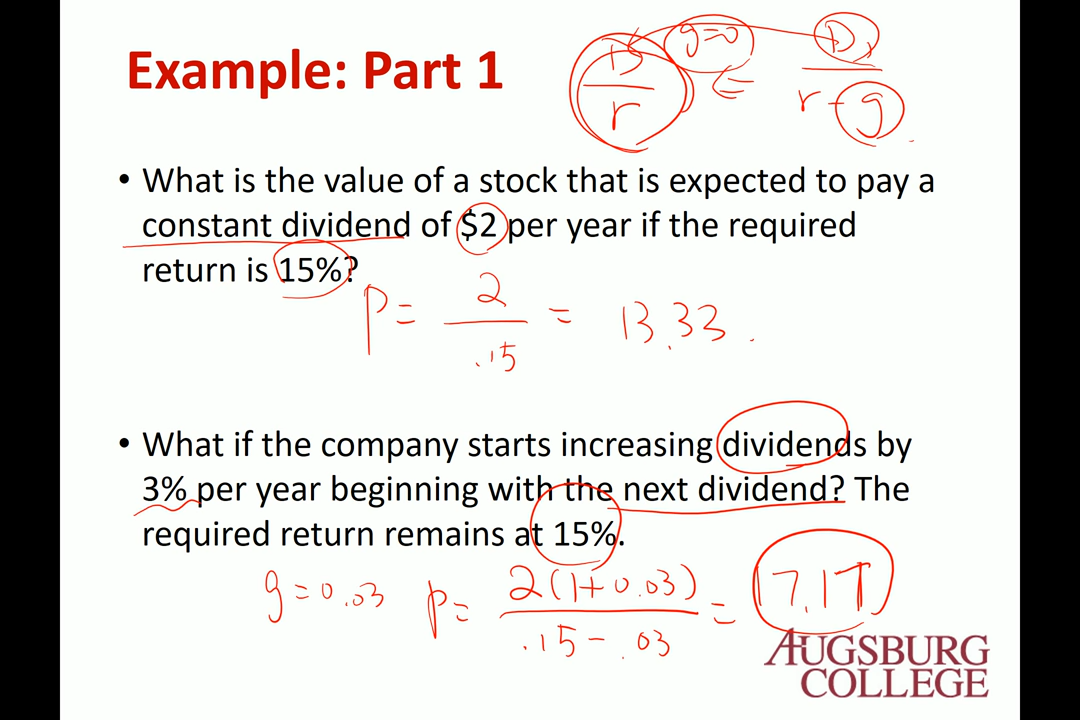 Example: Part 1
D/r g=0 ⇐ D₁/(r - g)
• What is the value of a stock that is expected to pay a
constant dividend of $2 per year if the required
return is 15%?
P = 2/.15 = 13.33
• What if the company starts increasing dividends by
3% per year beginning with the next dividend? The
required return remains at 15%.
g=0.03 P= 2(1+0.03)/.15-.03 = 17.17
AUGSBURG
COLLEGE